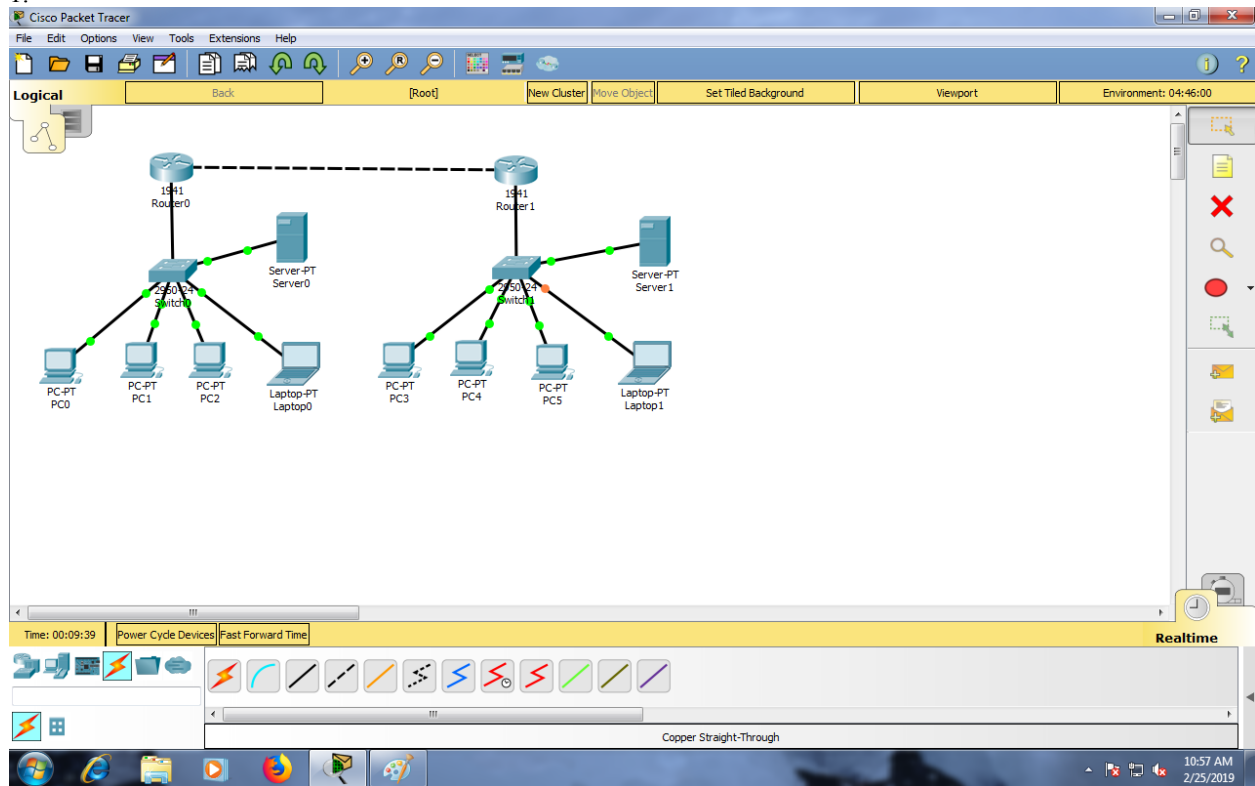 1.
Cisco Packet Tracer
File Edit Options View Tools Extensions Help
Logical Back [Root] New Cluster Move Object Set Tiled Background Viewport Environment: 04:46:00
1941
Router0
1941
Router1
Server-PT
Server0
Server-PT
Server1
2950-24
Switch0
2950-24
Switch1
PC-PT
PC0
PC-PT
PC1
PC-PT
PC2
Laptop-PT
Laptop0
PC-PT
PC3
PC-PT
PC4
PC-PT
PC5
Laptop-PT
Laptop1
Time: 00:09:39 Power Cycle Devices Fast Forward Time Realtime
Copper Straight-Through
10:57 AM
2/25/2019